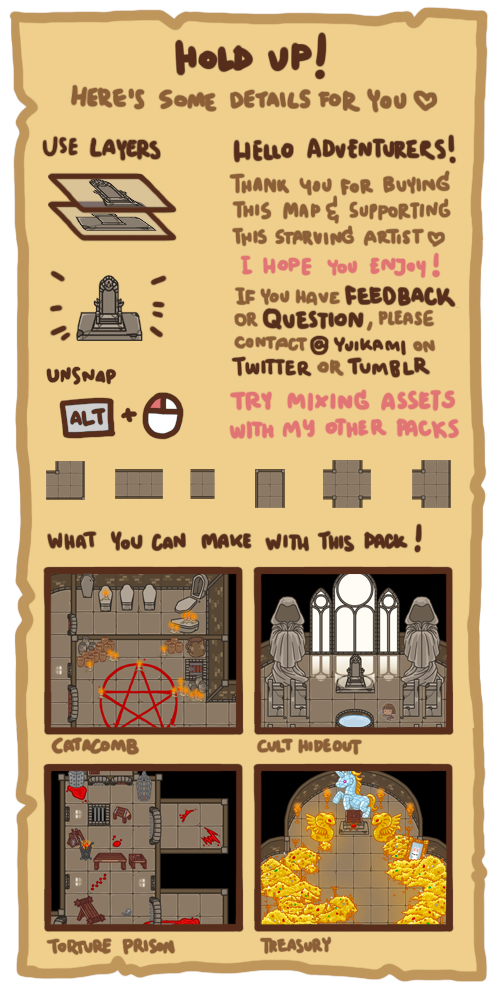 HOLD UP!
HERE'S SOME DETAILS FOR YOU
USE LAYERS
UNSNAP
ALT +
HELLO ADVENTURERS!
THANK YOU FOR BUYING
THIS MAP & SUPPORTING
THIS STARVING ARTIST
I HOPE YOU ENJOY!
IF YOU HAVE FEEDBACK
OR QUESTION, PLEASE
CONTACT @ YUIKAMI ON
TWITTER OR TUMBLR
TRY MIXING ASSETS
WITH MY OTHER PACKS
WHAT YOU CAN MAKE WITH THIS PACK!
CATACOMB
CULT HIDEOUT
TORTURE PRISON
TREASURY